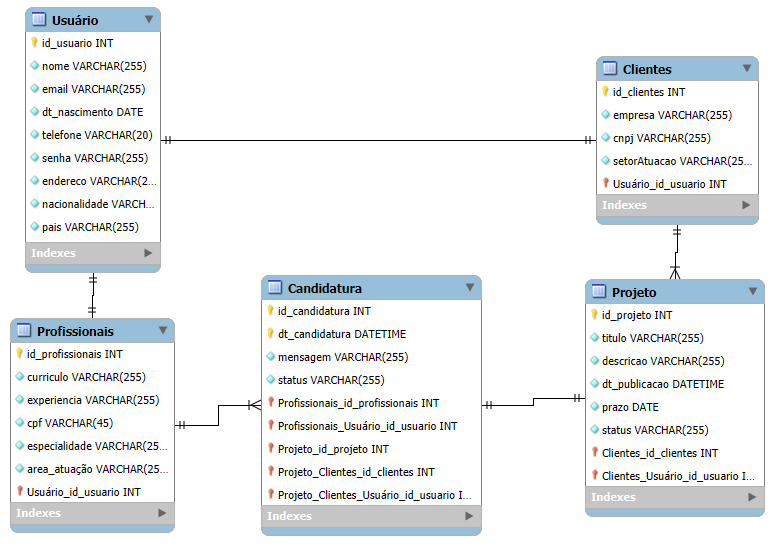 Usuário
id_usuario INT
nome VARCHAR(255)
email VARCHAR(255)
dt_nascimento DATE
telefone VARCHAR(20)
senha VARCHAR(255)
endereco VARCHAR(2...
nacionalidade VARCH...
pais VARCHAR(255)
Indexes
Clientes
id_clientes INT
empresa VARCHAR(255)
cnpj VARCHAR(255)
setorAtuacao VARCHAR(25...
Usuário_id_usuario INT
Indexes
Profissionais
id_profissionais INT
curriculo VARCHAR(255)
experiencia VARCHAR(255)
cpf VARCHAR(45)
especialidade VARCHAR(25...
area_atuação VARCHAR(25...
Usuário_id_usuario INT
Indexes
Candidatura
id_candidatura INT
dt_candidatura DATETIME
mensagem VARCHAR(255)
status VARCHAR(255)
Profissionais_id_profissionais INT
Profissionais_Usuário_id_usuario INT
Projeto_id_projeto INT
Projeto_Clientes_id_clientes INT
Projeto_Clientes_Usuário_id_usuario I...
Indexes
Projeto
id_projeto INT
titulo VARCHAR(255)
descricao VARCHAR(255)
dt_publicacao DATETIME
prazo DATE
status VARCHAR(255)
Clientes_id_clientes INT
Clientes_Usuário_id_usuario I...
Indexes